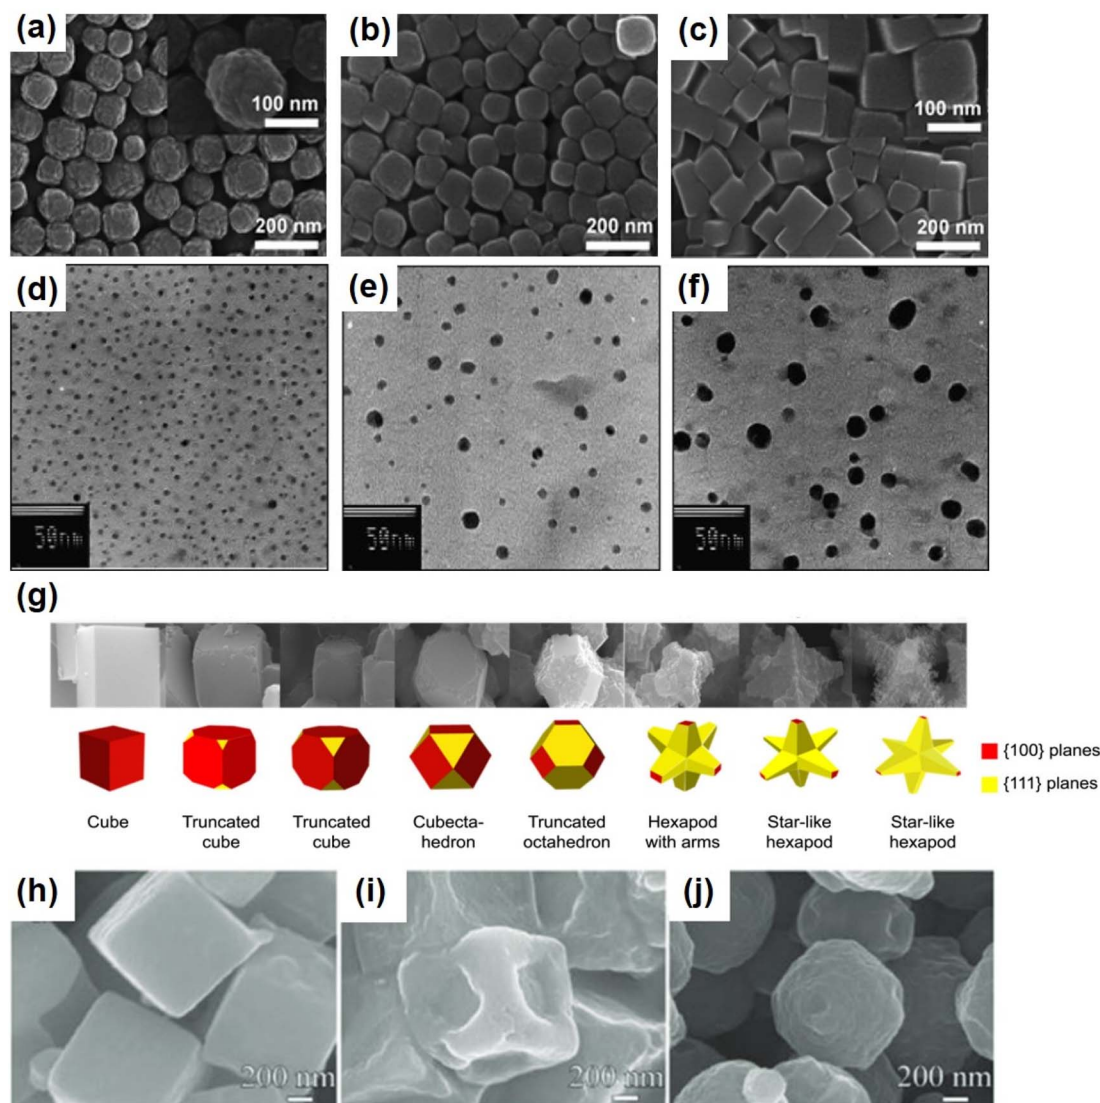 (a)
100 nm
200 nm
(b)
200 nm
(c)
100 nm
200 nm
(d)
50nm
(e)
50nm
(f)
50nm
(g)
{100} planes
{111} planes
Cube
Truncated
cube
Truncated
cube
Cubecta-
hedron
Truncated
octahedron
Hexapod
with arms
Star-like
hexapod
Star-like
hexapod
(h)
200 nm
(i)
200 nm
(j)
200 nm